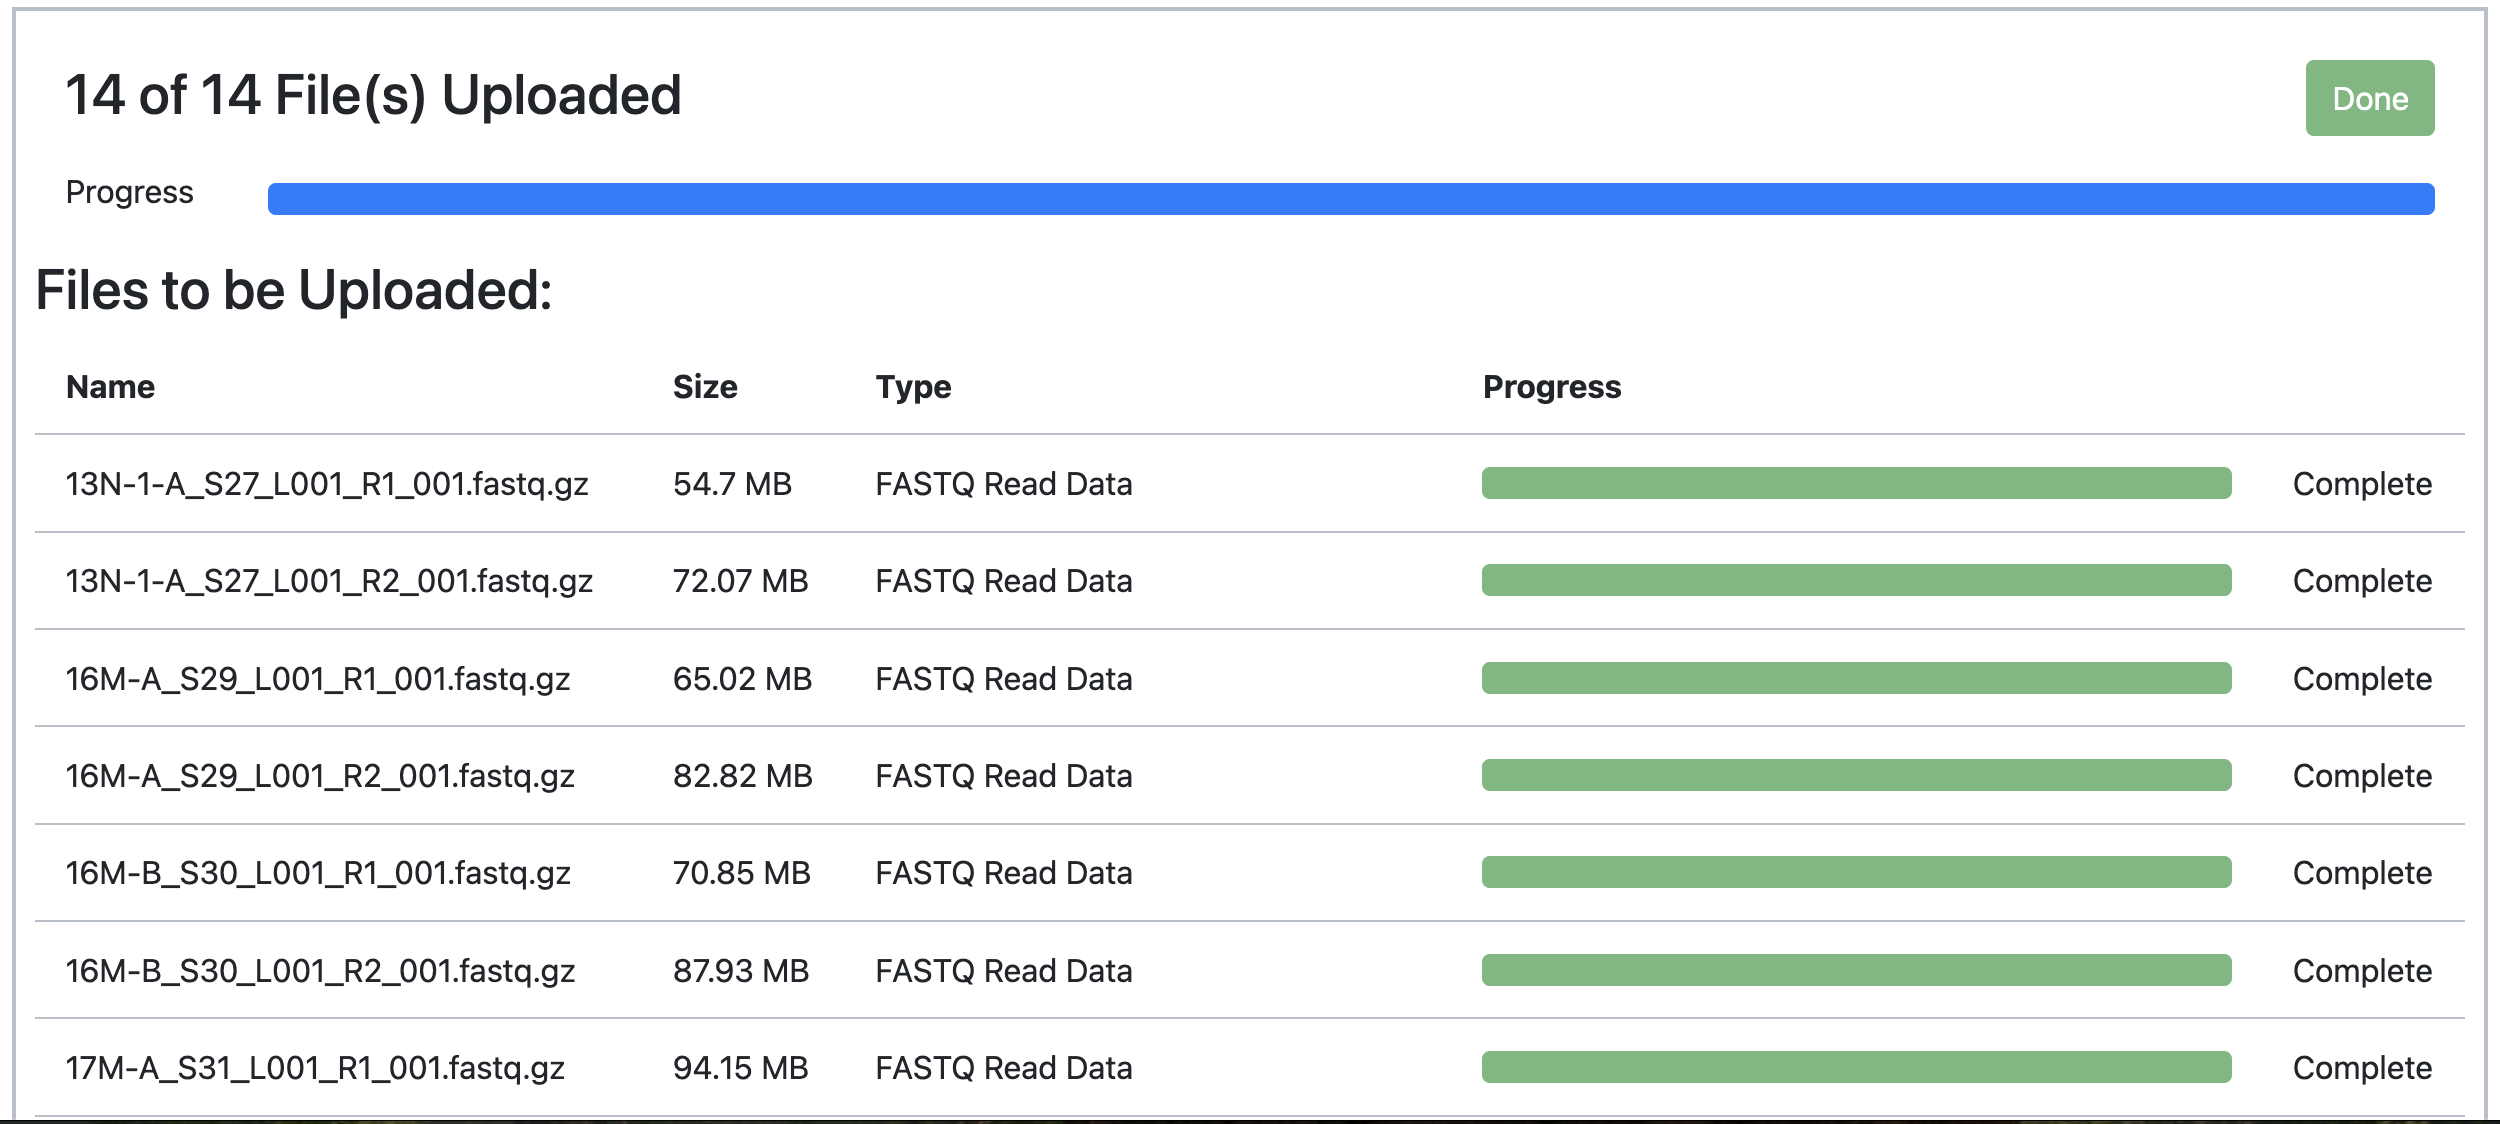 14 of 14 File(s) Uploaded
Done
Progress
Files to be Uploaded:
Name Size Type Progress
13N-1-A_S27_L001_R1_001.fastq.gz 54.7 MB FASTQ Read Data Complete
13N-1-A_S27_L001_R2_001.fastq.gz 72.07 MB FASTQ Read Data Complete
16M-A_S29_L001_R1_001.fastq.gz 65.02 MB FASTQ Read Data Complete
16M-A_S29_L001_R2_001.fastq.gz 82.82 MB FASTQ Read Data Complete
16M-B_S30_L001_R1_001.fastq.gz 70.85 MB FASTQ Read Data Complete
16M-B_S30_L001_R2_001.fastq.gz 87.93 MB FASTQ Read Data Complete
17M-A_S31_L001_R1_001.fastq.gz 94.15 MB FASTQ Read Data Complete